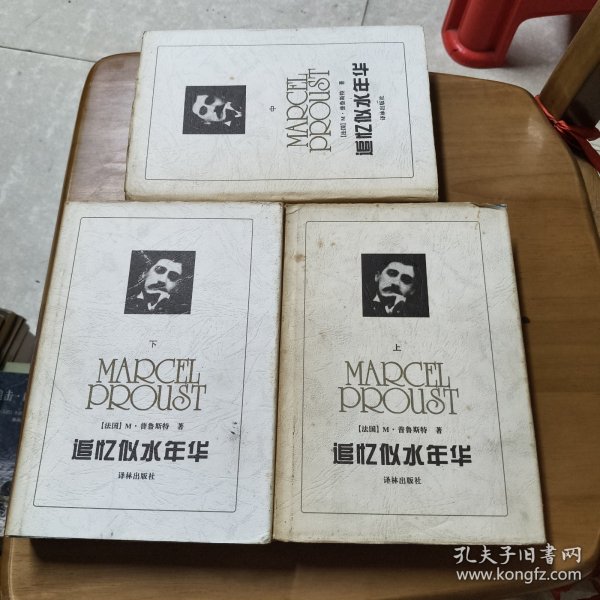 中
MARCEL
PROUST
[法国] M·普鲁斯特 著
追忆似水年华
译林出版社
下
MARCEL
PROUST
[法国] M·普鲁斯特 著
追忆似水年华
译林出版社
上
MARCEL
PROUST
[法国] M·普鲁斯特 著
追忆似水年华
译林出版社
孔夫子旧书网
www.kongfz.com